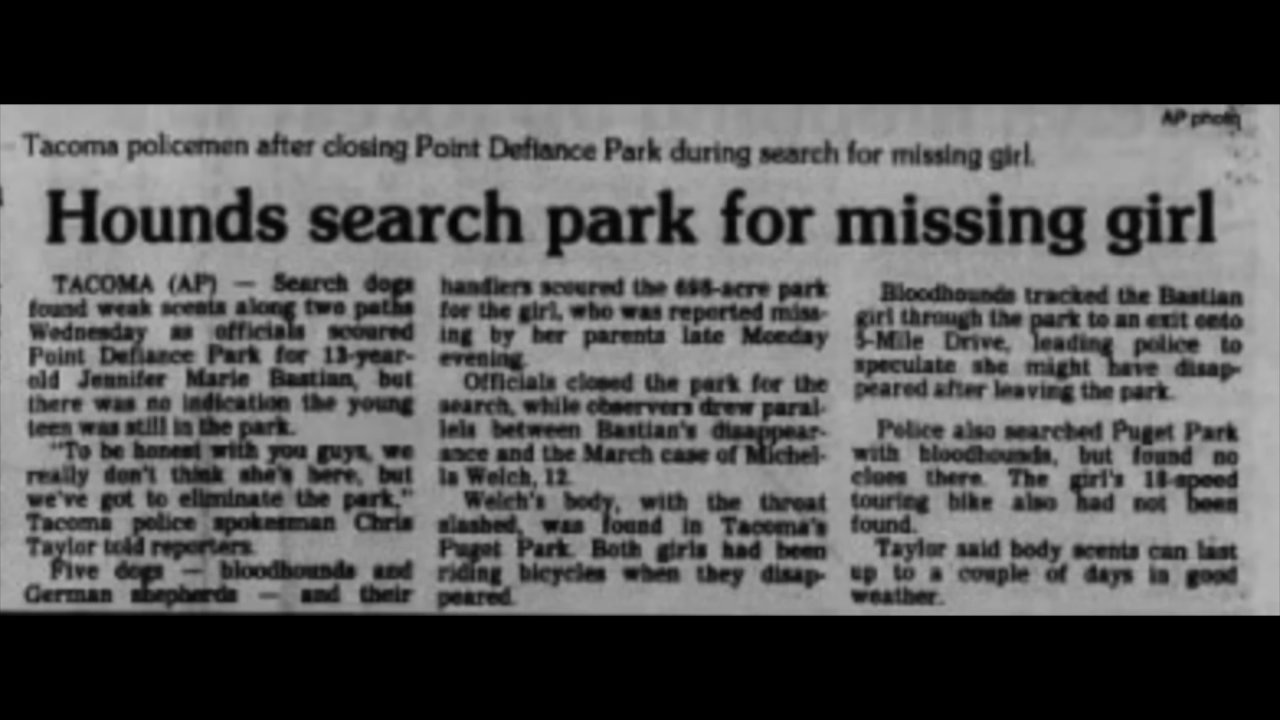 AP photo
Tacoma policemen after closing Point Defiance Park during search for missing girl.
Hounds search park for missing girl
TACOMA (AP) — Search dogs
found weak scents along two paths
Wednesday as officials scoured
Point Defiance Park for 13-year-
old Jennifer Marie Bastian, but
there was no indication the young
teen was still in the park.
"To be honest with you guys, we
really don't think she's here, but
we've got to eliminate the park,"
Tacoma police spokesman Chris
Taylor told reporters.
Five dogs — bloodhounds and
German shepherds — and their
handlers scoured the 698-acre park
for the girl, who was reported miss-
ing by her parents late Monday
evening.
Officials closed the park for the
search, while observers drew paral-
lels between Bastian's disappear-
ance and the March case of Michel-
la Welch, 12.
Welch's body, with the throat
slashed, was found in Tacoma's
Puget Park. Both girls had been
riding bicycles when they disap-
peared.
Bloodhounds tracked the Bastian
girl through the park to an exit onto
5-Mile Drive, leading police to
speculate she might have disap-
peared after leaving the park.
Police also searched Puget Park
with bloodhounds, but found no
clues there. The girl's 18-speed
touring bike also had not been
found.
Taylor said body scents can last
up to a couple of days in good
weather.